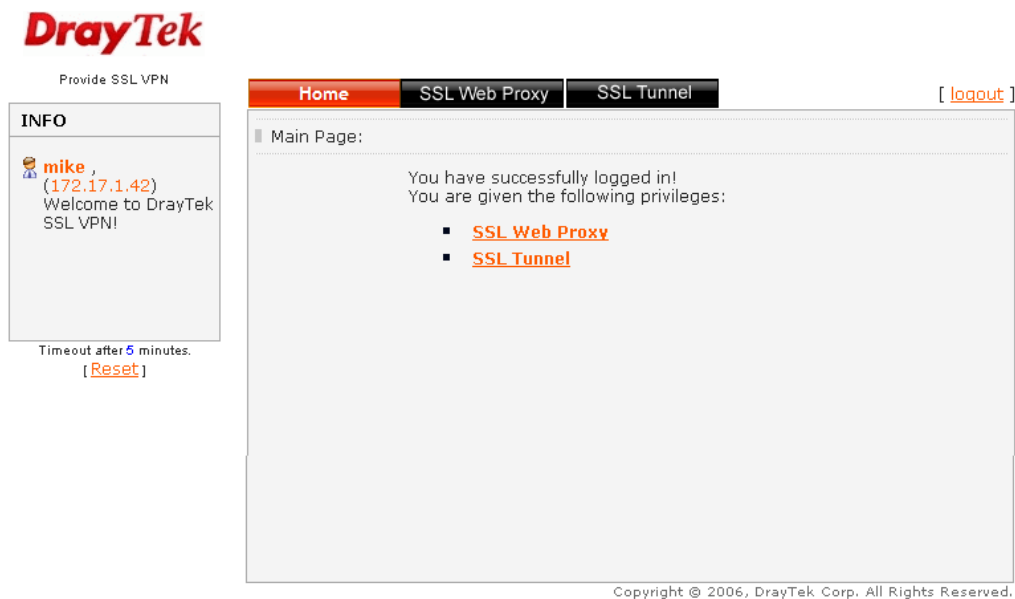 DrayTek
Provide SSL VPN
Home
SSL Web Proxy
SSL Tunnel
[ logout ]
INFO
mike ,
(172.17.1.42)
Welcome to DrayTek
SSL VPN!
Timeout after 5 minutes.
[ Reset ]
Main Page:
You have successfully logged in!
You are given the following privileges:
SSL Web Proxy
SSL Tunnel
Copyright © 2006, DrayTek Corp. All Rights Reserved.